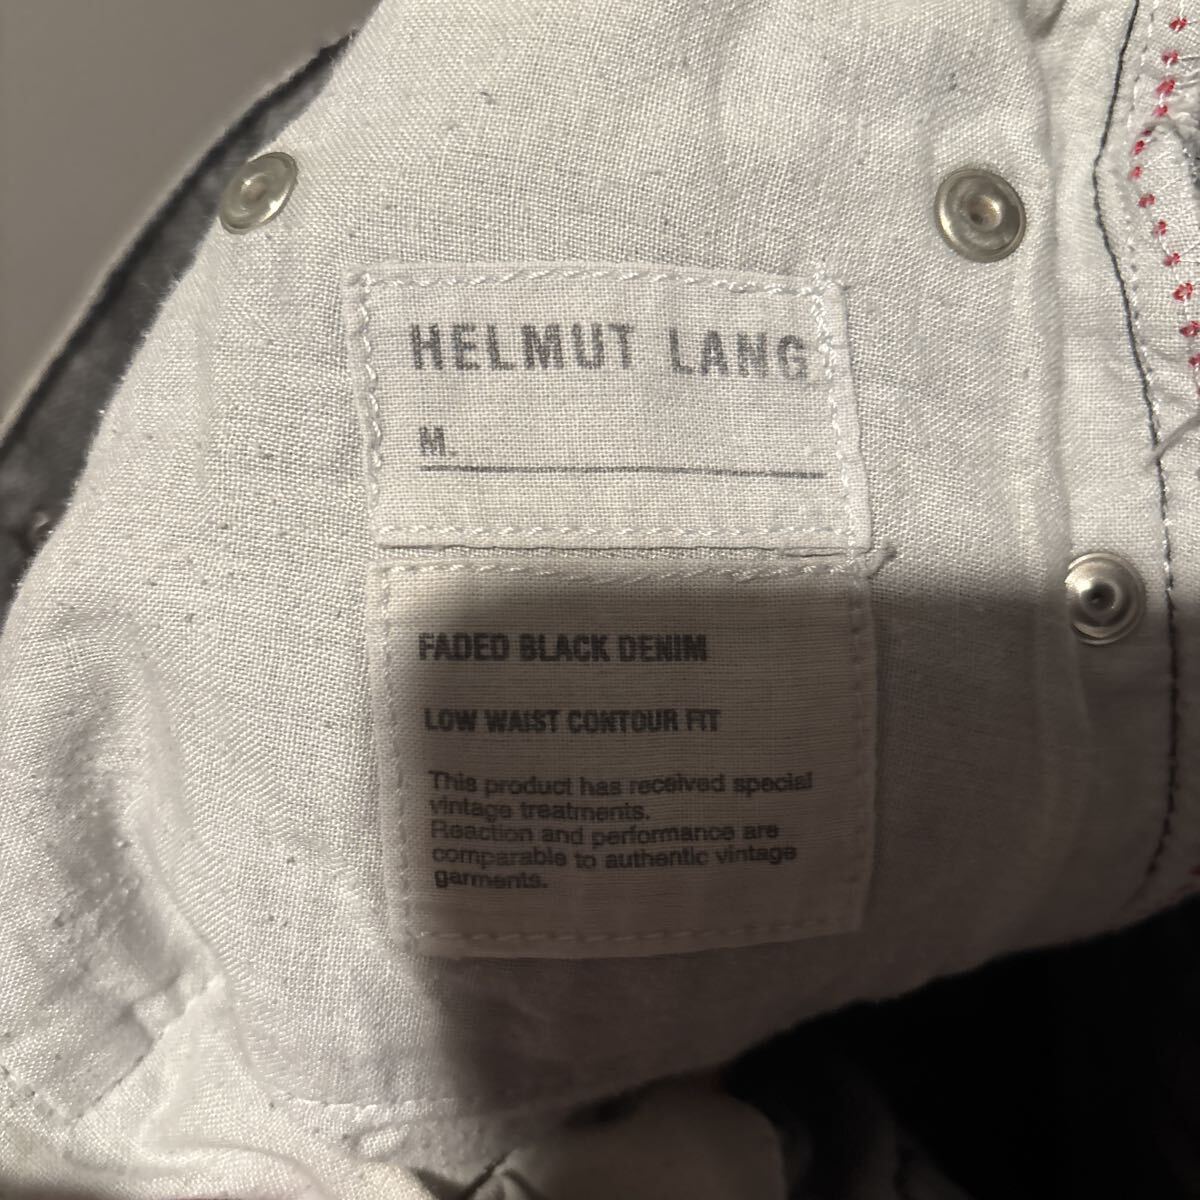 HELMUT LANG
M.
FADED BLACK DENIM
LOW WAIST CONTOUR FIT
This product has received special
vintage treatments.
Reaction and performance are
comparable to authentic vintage
garments.